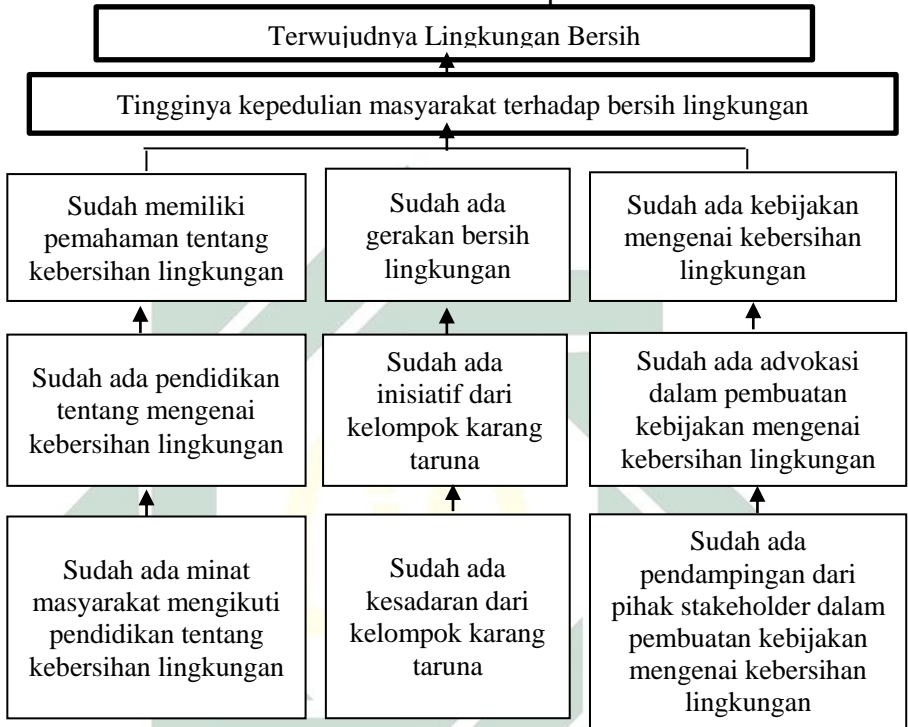 Terwujudnya Lingkungan Bersih
Tingginya kepedulian masyarakat terhadap bersih lingkungan
Sudah memiliki
pemahaman tentang
kebersihan lingkungan
Sudah ada
gerakan bersih
lingkungan
Sudah ada kebijakan
mengenai kebersihan
lingkungan
Sudah ada pendidikan
tentang mengenai
kebersihan lingkungan
Sudah ada
inisiatif dari
kelompok karang
taruna
Sudah ada advokasi
dalam pembuatan
kebijakan mengenai
kebersihan lingkungan
Sudah ada minat
masyarakat mengikuti
pendidikan tentang
kebersihan lingkungan
Sudah ada
kesadaran dari
kelompok karang
taruna
Sudah ada
pendampingan dari
pihak stakeholder dalam
pembuatan kebijakan
mengenai kebersihan
lingkungan